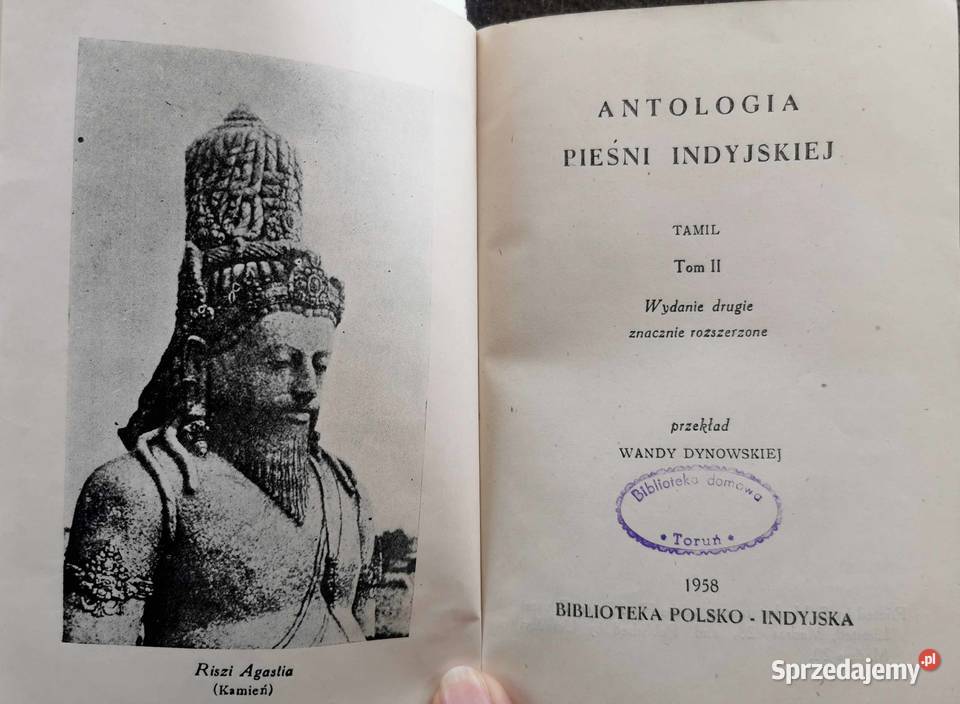 Riszi Agastia
(Kamień)
ANTOLOGIA
PIEŚNI INDYJSKIEJ
TAMIL
Tom II
Wydanie drugie
znacznie rozszerzone
przekład
WANDY DYNOWSKIEJ
Biblioteka domowa
• Toruń •
1958
BIBLIOTEKA POLSKO - INDYJSKA
Sprzedajemy.pl